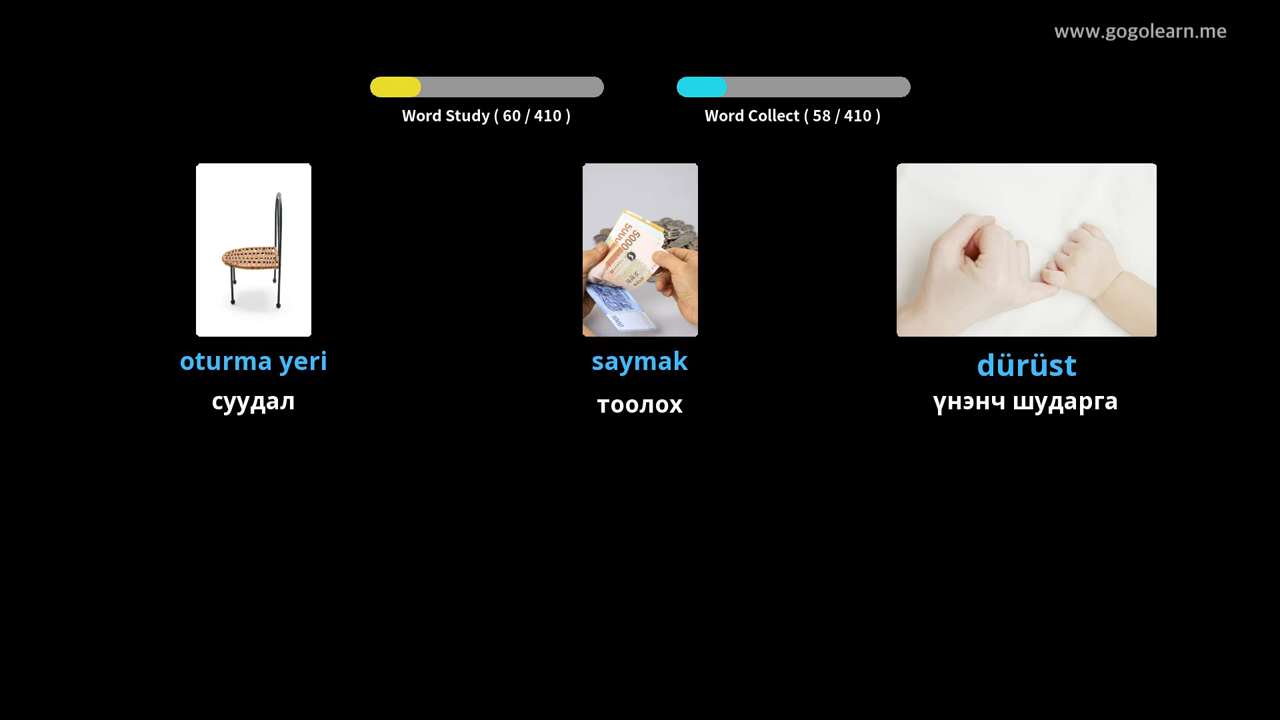 www.gogolearn.me
Word Study ( 60 / 410 )
Word Collect ( 58 / 410 )
oturma yeri
суудал
saymak
тоолох
dürüst
үнэнч шударга